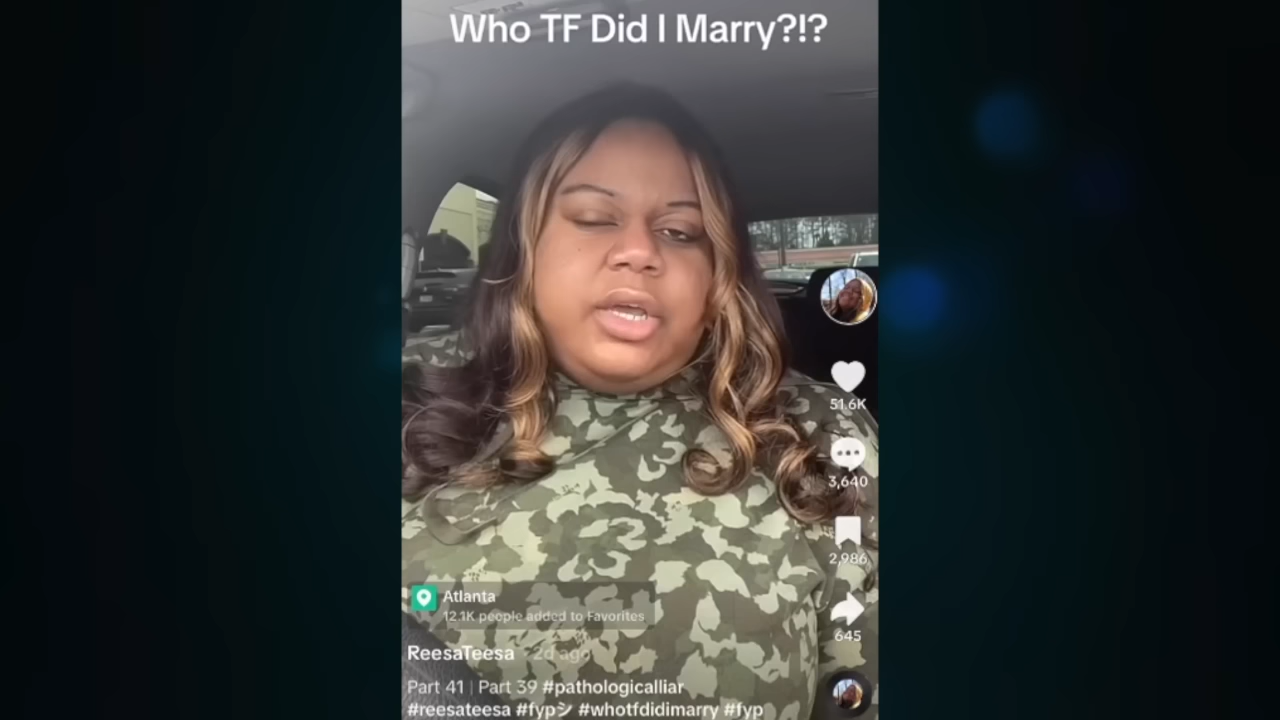 Who TF Did I Marry?!?
51.6K
3,640
2,986
645
Atlanta
12.1K people added to Favorites
ReesaTeesa · 2d ago
Part 41 | Part 39 #pathologicalliar
#reesateesa #fypシ #whotfdidimarry #fyp